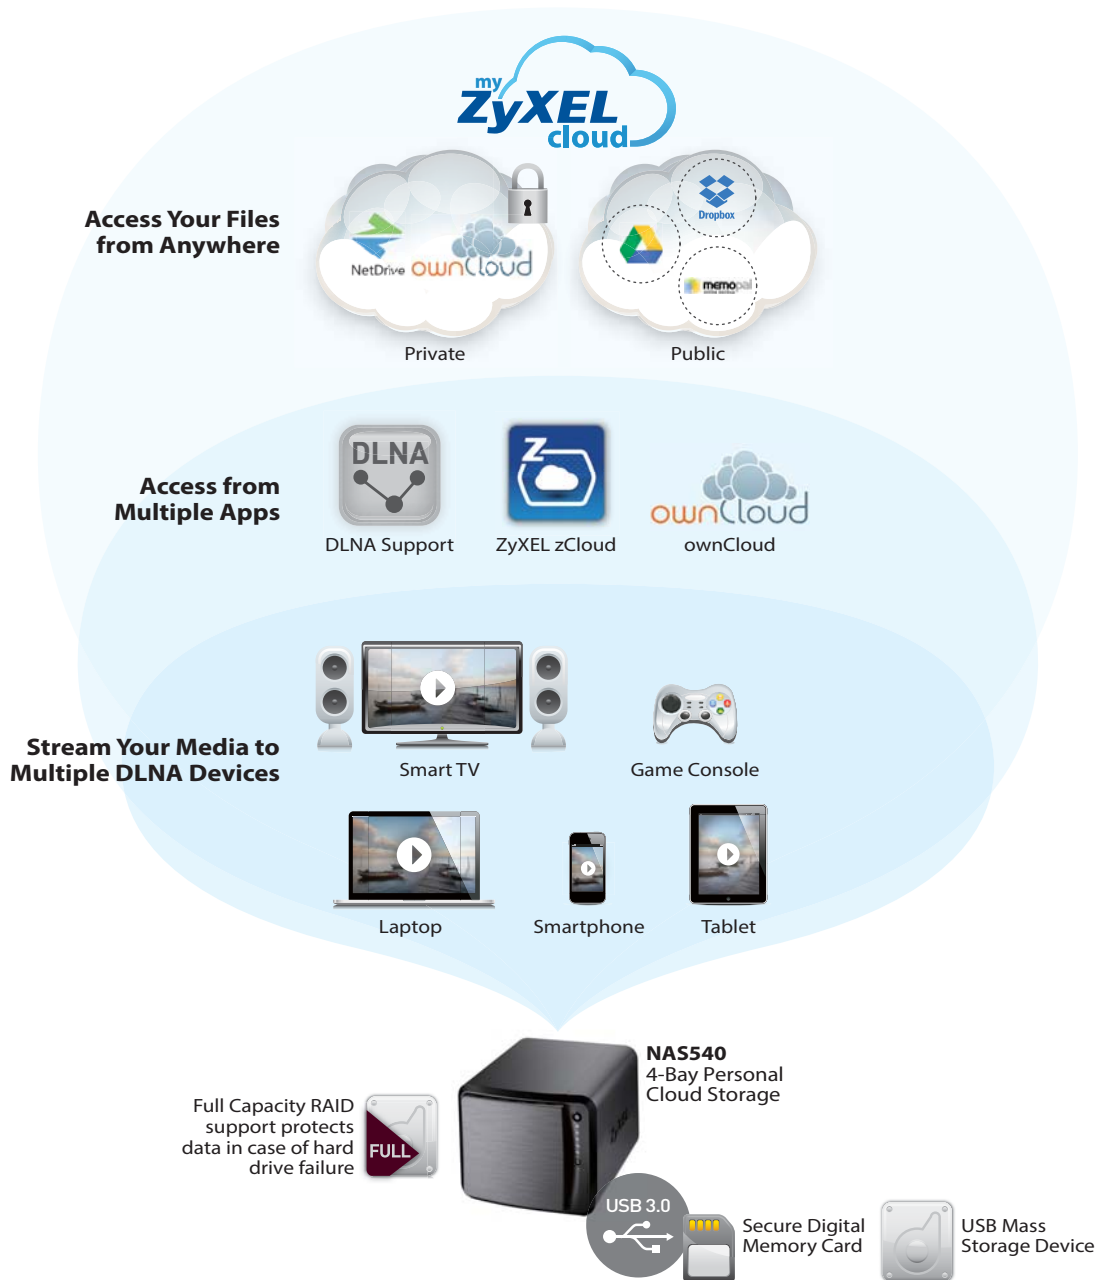 my
ZyXEL
cloud
Access Your Files
from Anywhere
NetDrive
ownCloud
Dropbox
memopal
Private
Public
Access from
Multiple Apps
DLNA
Z
ownCloud
DLNA Support
ZyXEL zCloud
ownCloud
Stream Your Media to
Multiple DLNA Devices
Smart TV
Game Console
Laptop
Smartphone
Tablet
NAS540
4-Bay Personal
Cloud Storage
Full Capacity RAID
support protects
data in case of hard
drive failure
FULL
ZyXEL
USB 3.0
Secure Digital
Memory Card
USB Mass
Storage Device